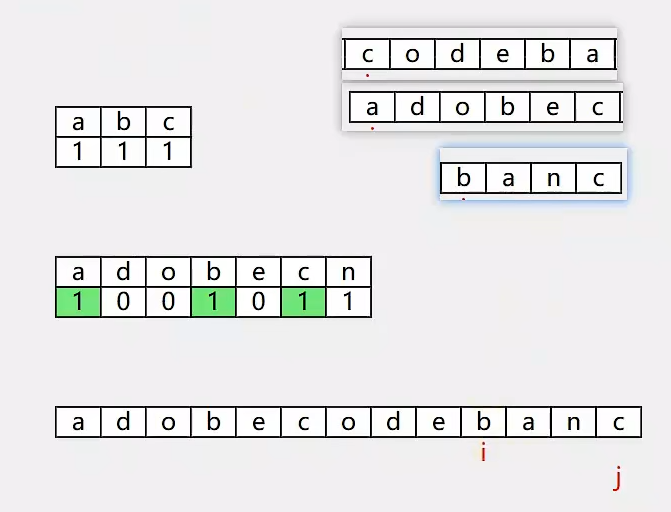 c o d e b a
a d o b e c
a b c
1 1 1
b a n c
a d o b e c n
1 0 0 1 0 1 1
a d o b e c o d e b a n c
i
j